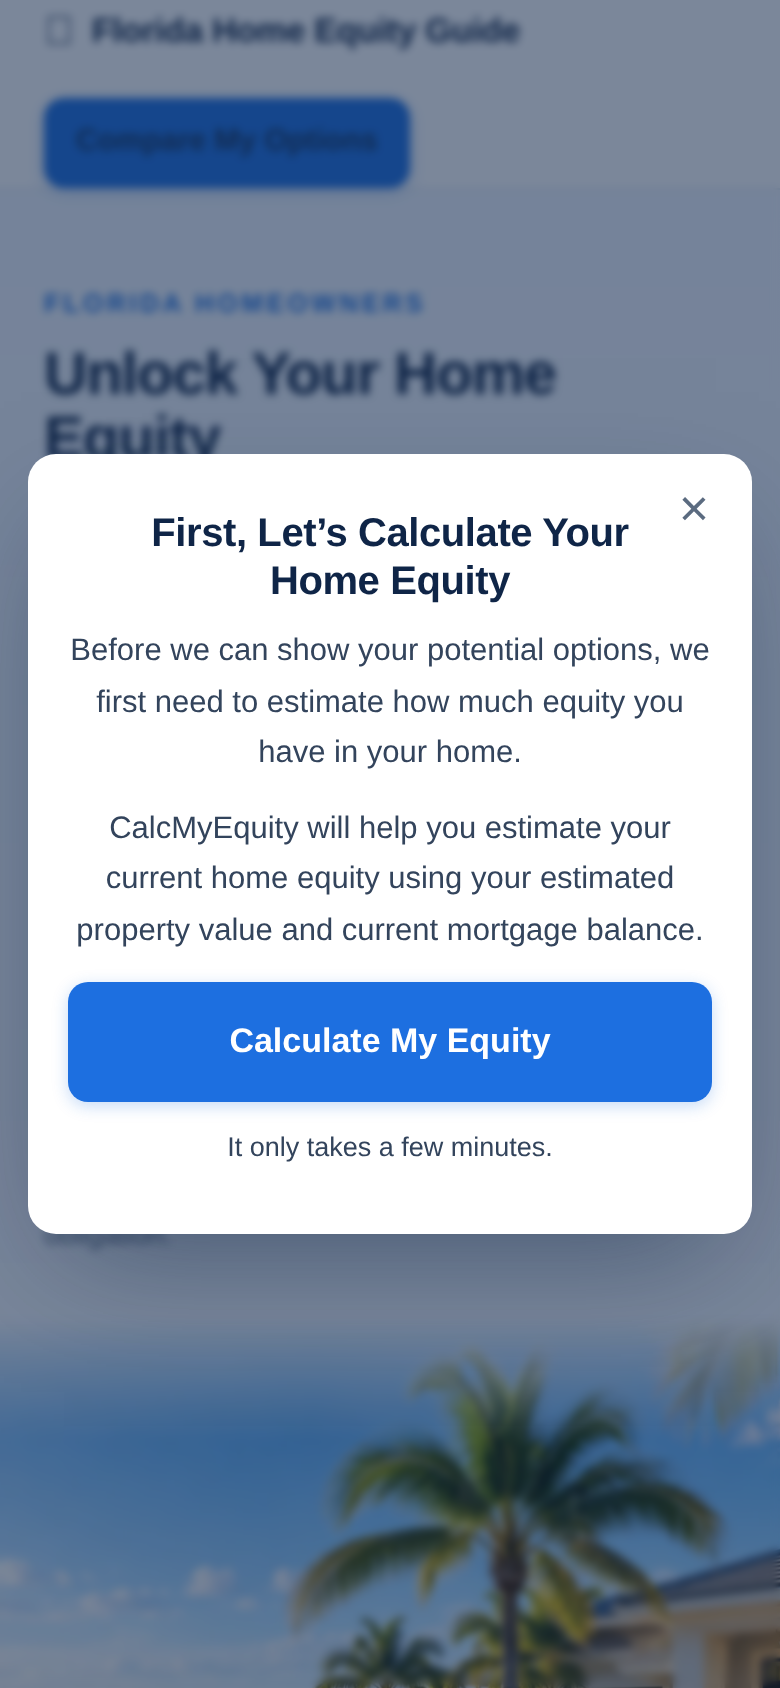 Florida Home Equity Guide
Compare My Options
FLORIDA HOMEOWNERS
Unlock Your Home
Equity
First, Let’s Calculate Your
Home Equity
Before we can show your potential options, we
first need to estimate how much equity you
have in your home.
CalcMyEquity will help you estimate your
current home equity using your estimated
property value and current mortgage balance.
Calculate My Equity
It only takes a few minutes.